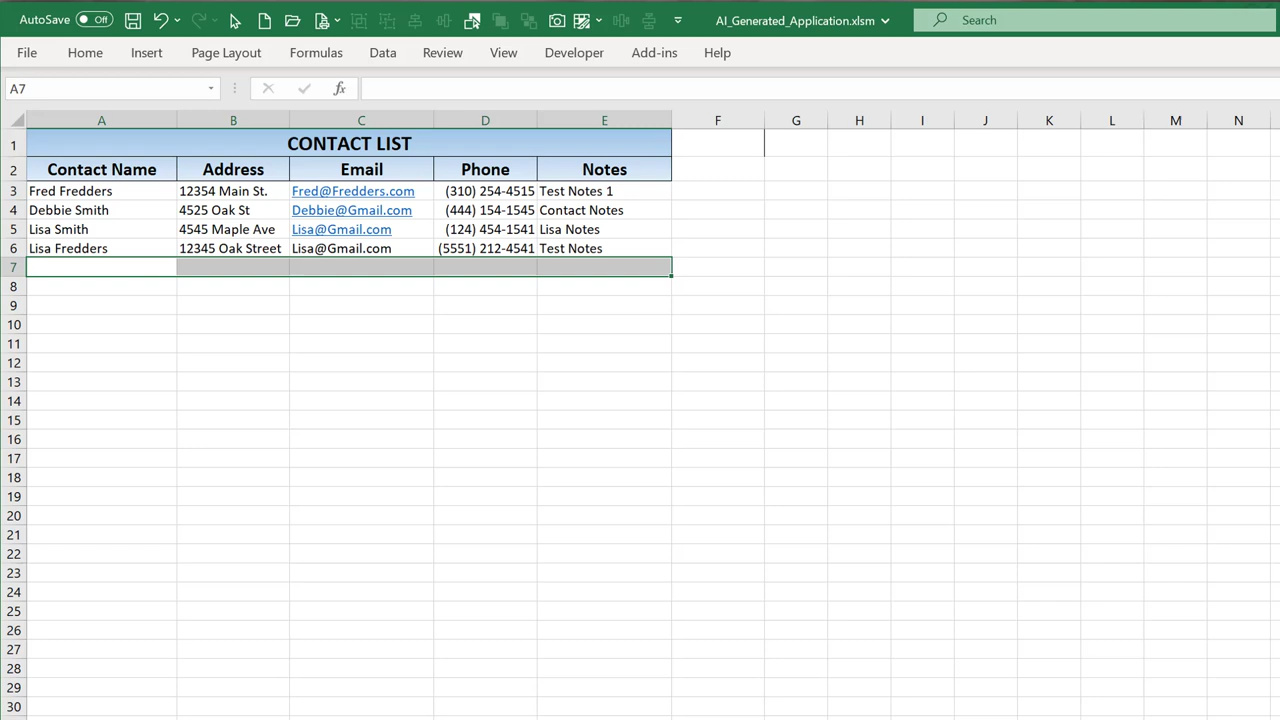 AutoSave Off AI_Generated_Application.xlsm Search
File Home Insert Page Layout Formulas Data Review View Developer Add-ins Help
A7 fx
A B C D E F G H I J K L M N
1 CONTACT LIST
2 Contact Name Address Email Phone Notes
3 Fred Fredders 12354 Main St. Fred@Fredders.com (310) 254-4515 Test Notes 1
4 Debbie Smith 4525 Oak St Debbie@Gmail.com (444) 154-1545 Contact Notes
5 Lisa Smith 4545 Maple Ave Lisa@Gmail.com (124) 454-1541 Lisa Notes
6 Lisa Fredders 12345 Oak Street Lisa@Gmail.com (5551) 212-4541 Test Notes
7
8
9
10
11
12
13
14
15
16
17
18
19
20
21
22
23
24
25
26
27
28
29
30